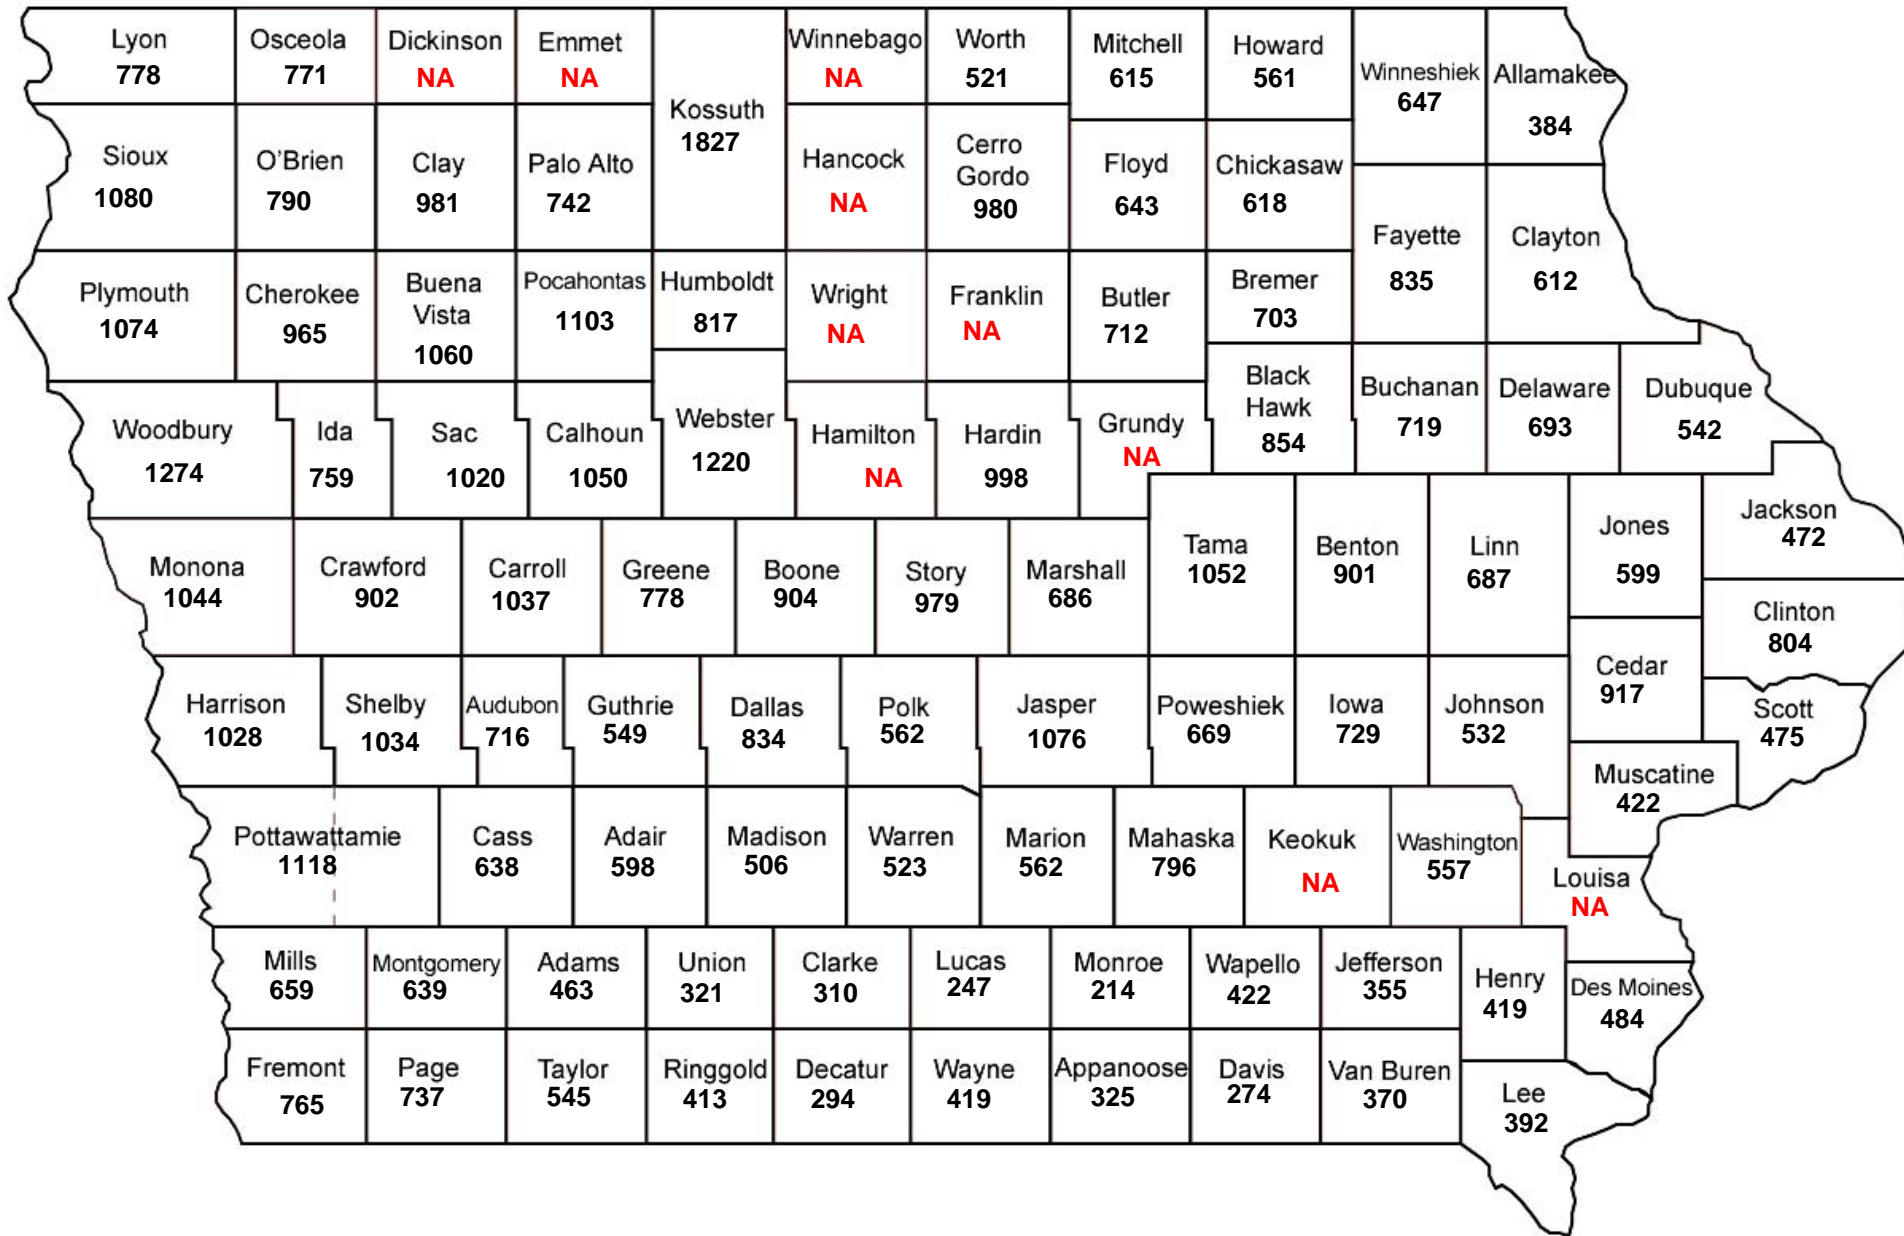 Lyon
778
Osceola
771
Dickinson
NA
Emmet
NA
Kossuth
1827
Winnebago
NA
Worth
521
Mitchell
615
Howard
561
Winneshiek
647
Allamakee
384
Sioux
1080
O'Brien
790
Clay
981
Palo Alto
742
Hancock
NA
Cerro
Gordo
980
Floyd
643
Chickasaw
618
Fayette
835
Clayton
612
Plymouth
1074
Cherokee
965
Buena
Vista
1060
Pocahontas
1103
Humboldt
817
Wright
NA
Franklin
NA
Butler
712
Bremer
703
Woodbury
1274
Ida
759
Sac
1020
Calhoun
1050
Webster
1220
Hamilton
NA
Hardin
998
Grundy
NA
Black
Hawk
854
Buchanan
719
Delaware
693
Dubuque
542
Monona
1044
Crawford
902
Carroll
1037
Greene
778
Boone
904
Story
979
Marshall
686
Tama
1052
Benton
901
Linn
687
Jones
599
Jackson
472
Clinton
804
Harrison
1028
Shelby
1034
Audubon
716
Guthrie
549
Dallas
834
Polk
562
Jasper
1076
Poweshiek
669
Iowa
729
Johnson
532
Cedar
917
Scott
475
Muscatine
422
Pottawattamie
1118
Cass
638
Adair
598
Madison
506
Warren
523
Marion
562
Mahaska
796
Keokuk
NA
Washington
557
Louisa
NA
Mills
659
Montgomery
639
Adams
463
Union
321
Clarke
310
Lucas
247
Monroe
214
Wapello
422
Jefferson
355
Henry
419
Des Moines
484
Fremont
765
Page
737
Taylor
545
Ringgold
413
Decatur
294
Wayne
419
Appanoose
325
Davis
274
Van Buren
370
Lee
392